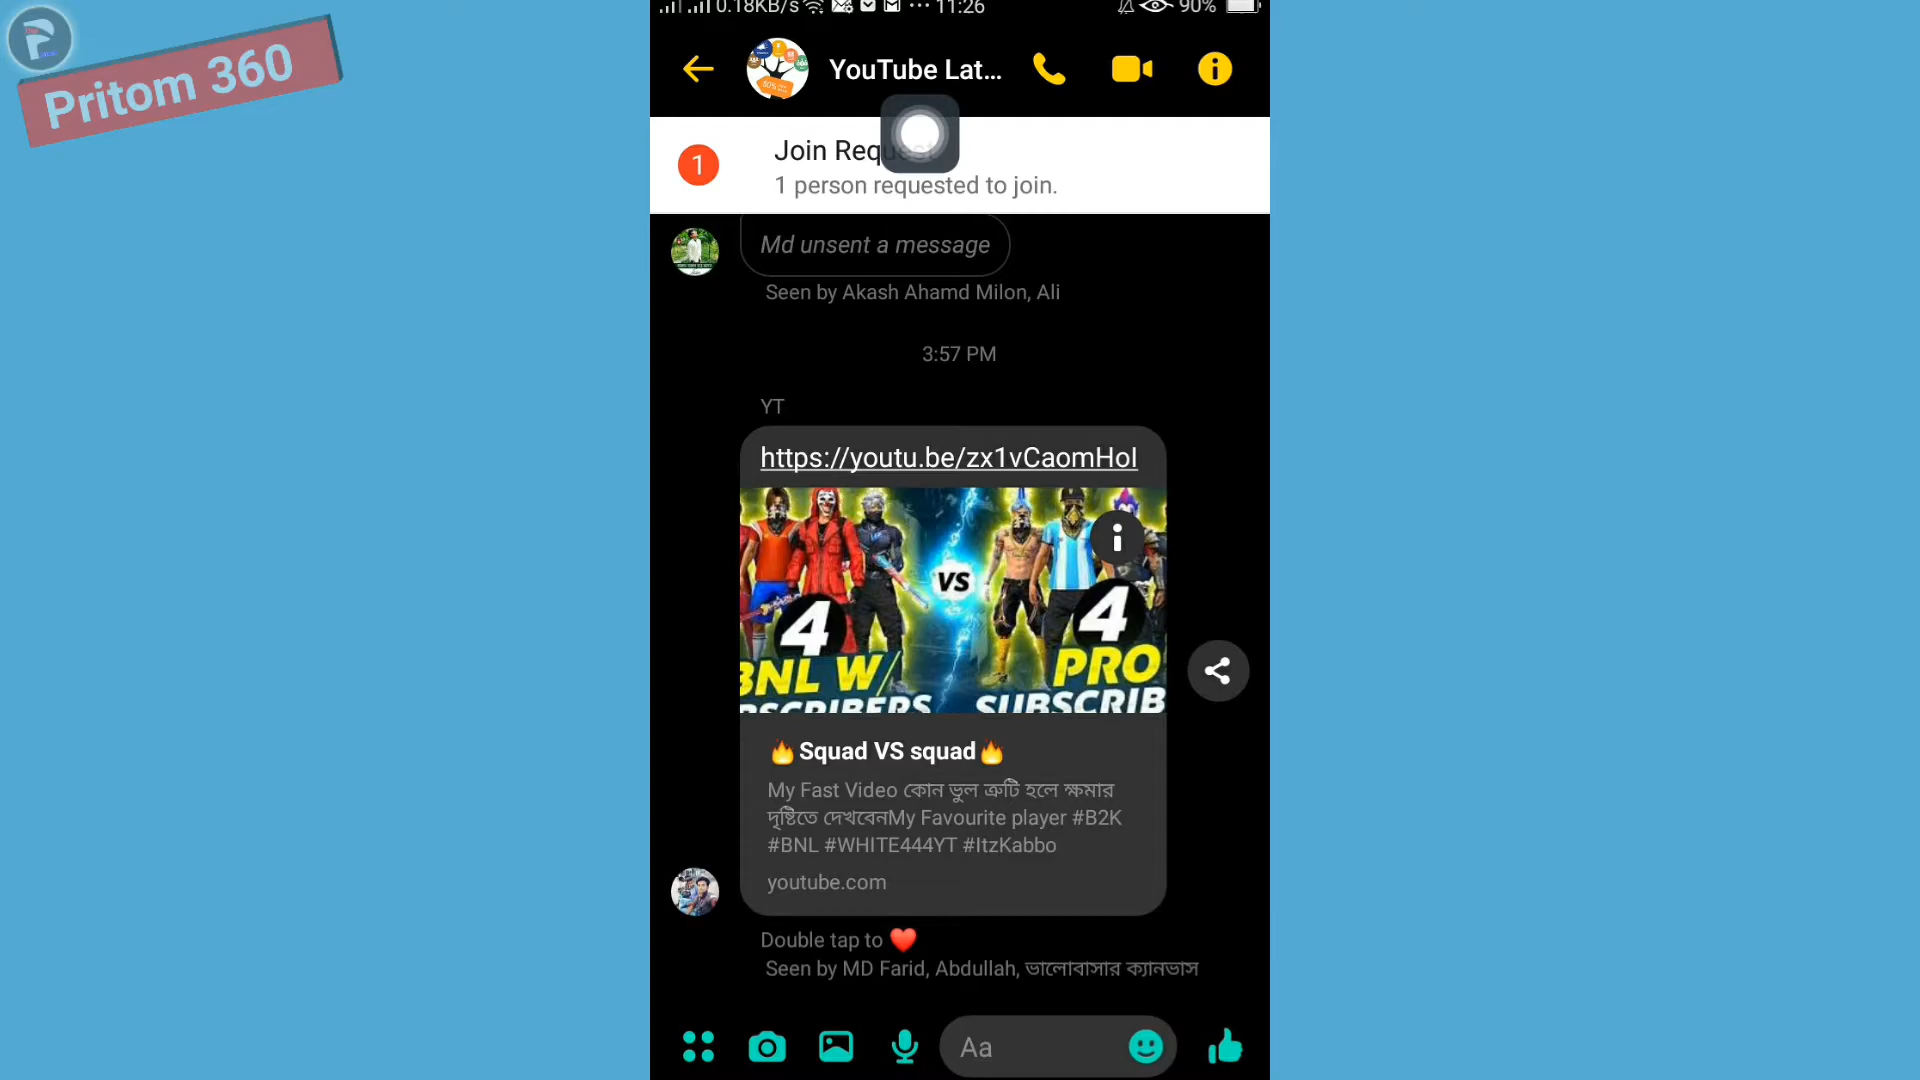 Pritom 360
0.18KB/s 11:26 90%
YouTube Lat...
1
Join Request
1 person requested to join.
Md unsent a message
Seen by Akash Ahamd Milon, Ali
3:57 PM
YT
https://youtu.be/zx1vCaomHoI
VS
4 4
BNL W/ PRO
SUBSCRIB
🔥Squad VS squad🔥
My Fast Video কোন ভুল ত্রুটি হলে ক্ষমার
দৃষ্টিতে দেখবেনMy Favourite player #B2K
#BNL #WHITE444YT #ItzKabbo
youtube.com
Double tap to ❤️
Seen by MD Farid, Abdullah, ভালোবাসার ক্যানভাস
Aa